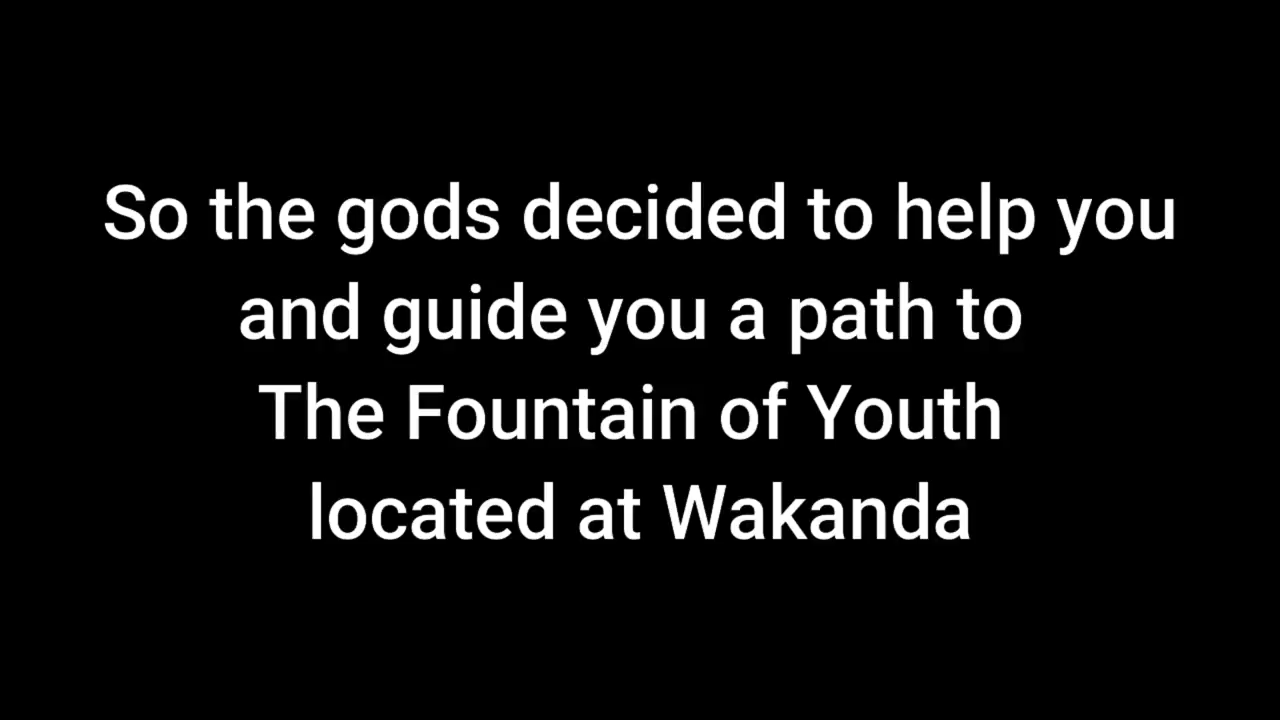 So the gods decided to help you
and guide you a path to
The Fountain of Youth
located at Wakanda